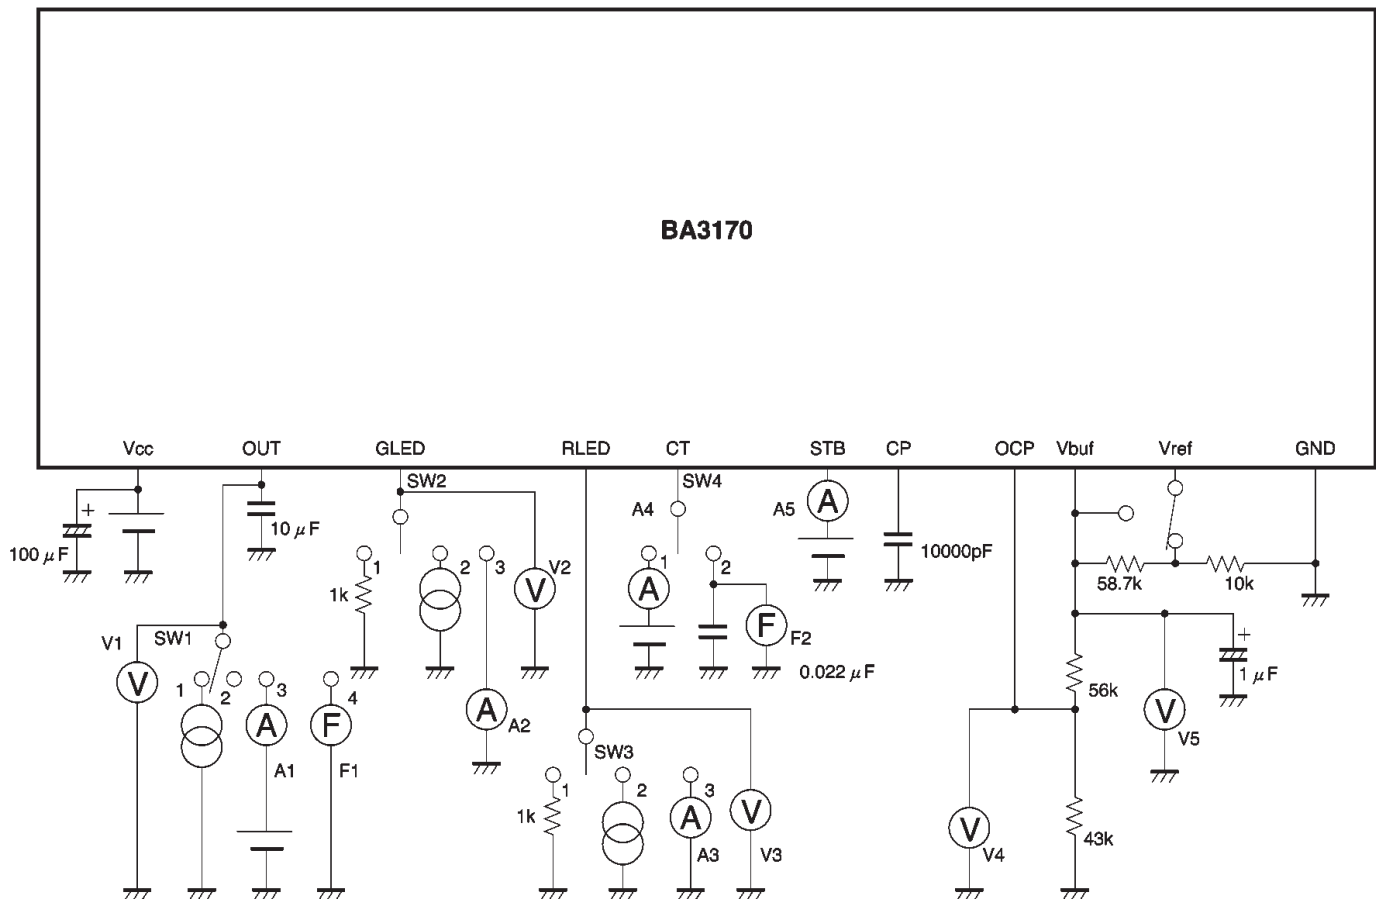 BA3170
Vcc OUT GLED RLED CT STB CP OCP Vbuf Vref GND
SW2 SW4
+ A4 A5
100 μF 10 μF 10000pF
1 2 3 V2 1 2 58.7k 10k
1k V A F F2
V1 SW1 0.022 μF +
V 1 2 3 4 56k 1 μF
A F A A2 V V5
A1 F1 SW3
1 2 3
1k A V V 43k
A3 V3 V4